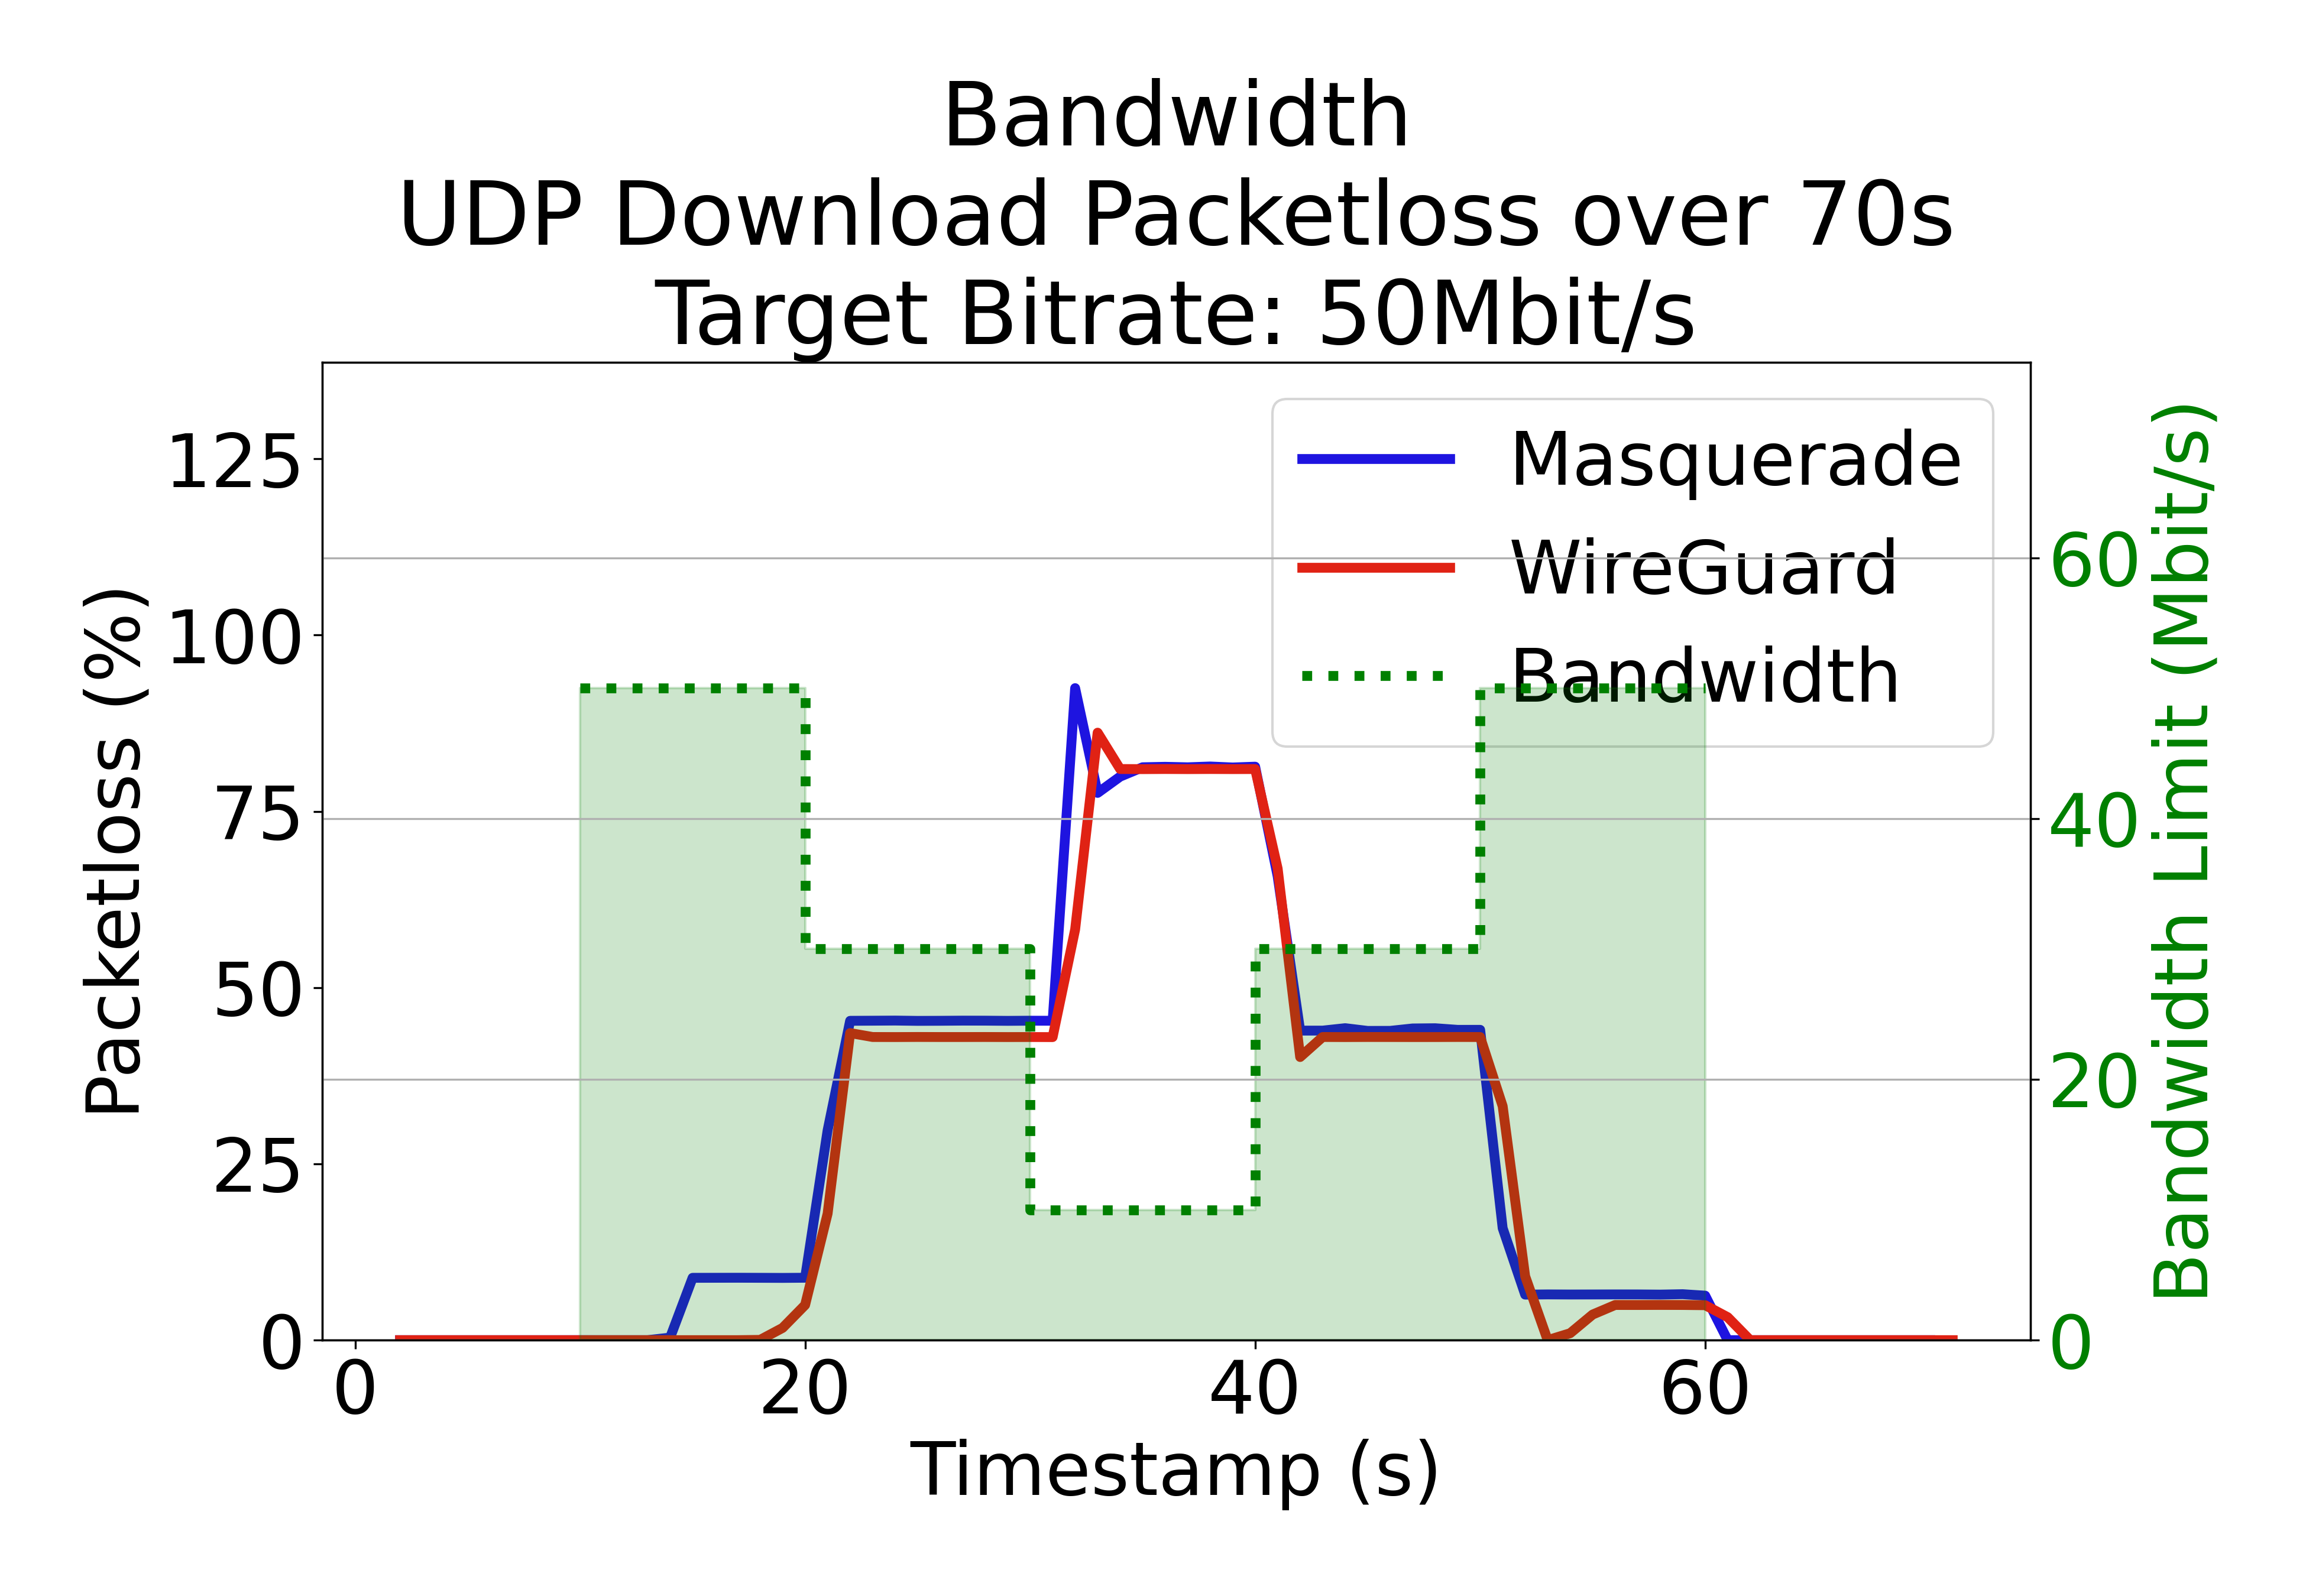 Bandwidth
UDP Download Packetloss over 70s
Target Bitrate: 50Mbit/s
Packetloss (%)
125
100
75
50
25
0
Masquerade
WireGuard
Bandwidth
60
40
20
0
Bandwidth Limit (Mbit/s)
0 20 40 60
Timestamp (s)